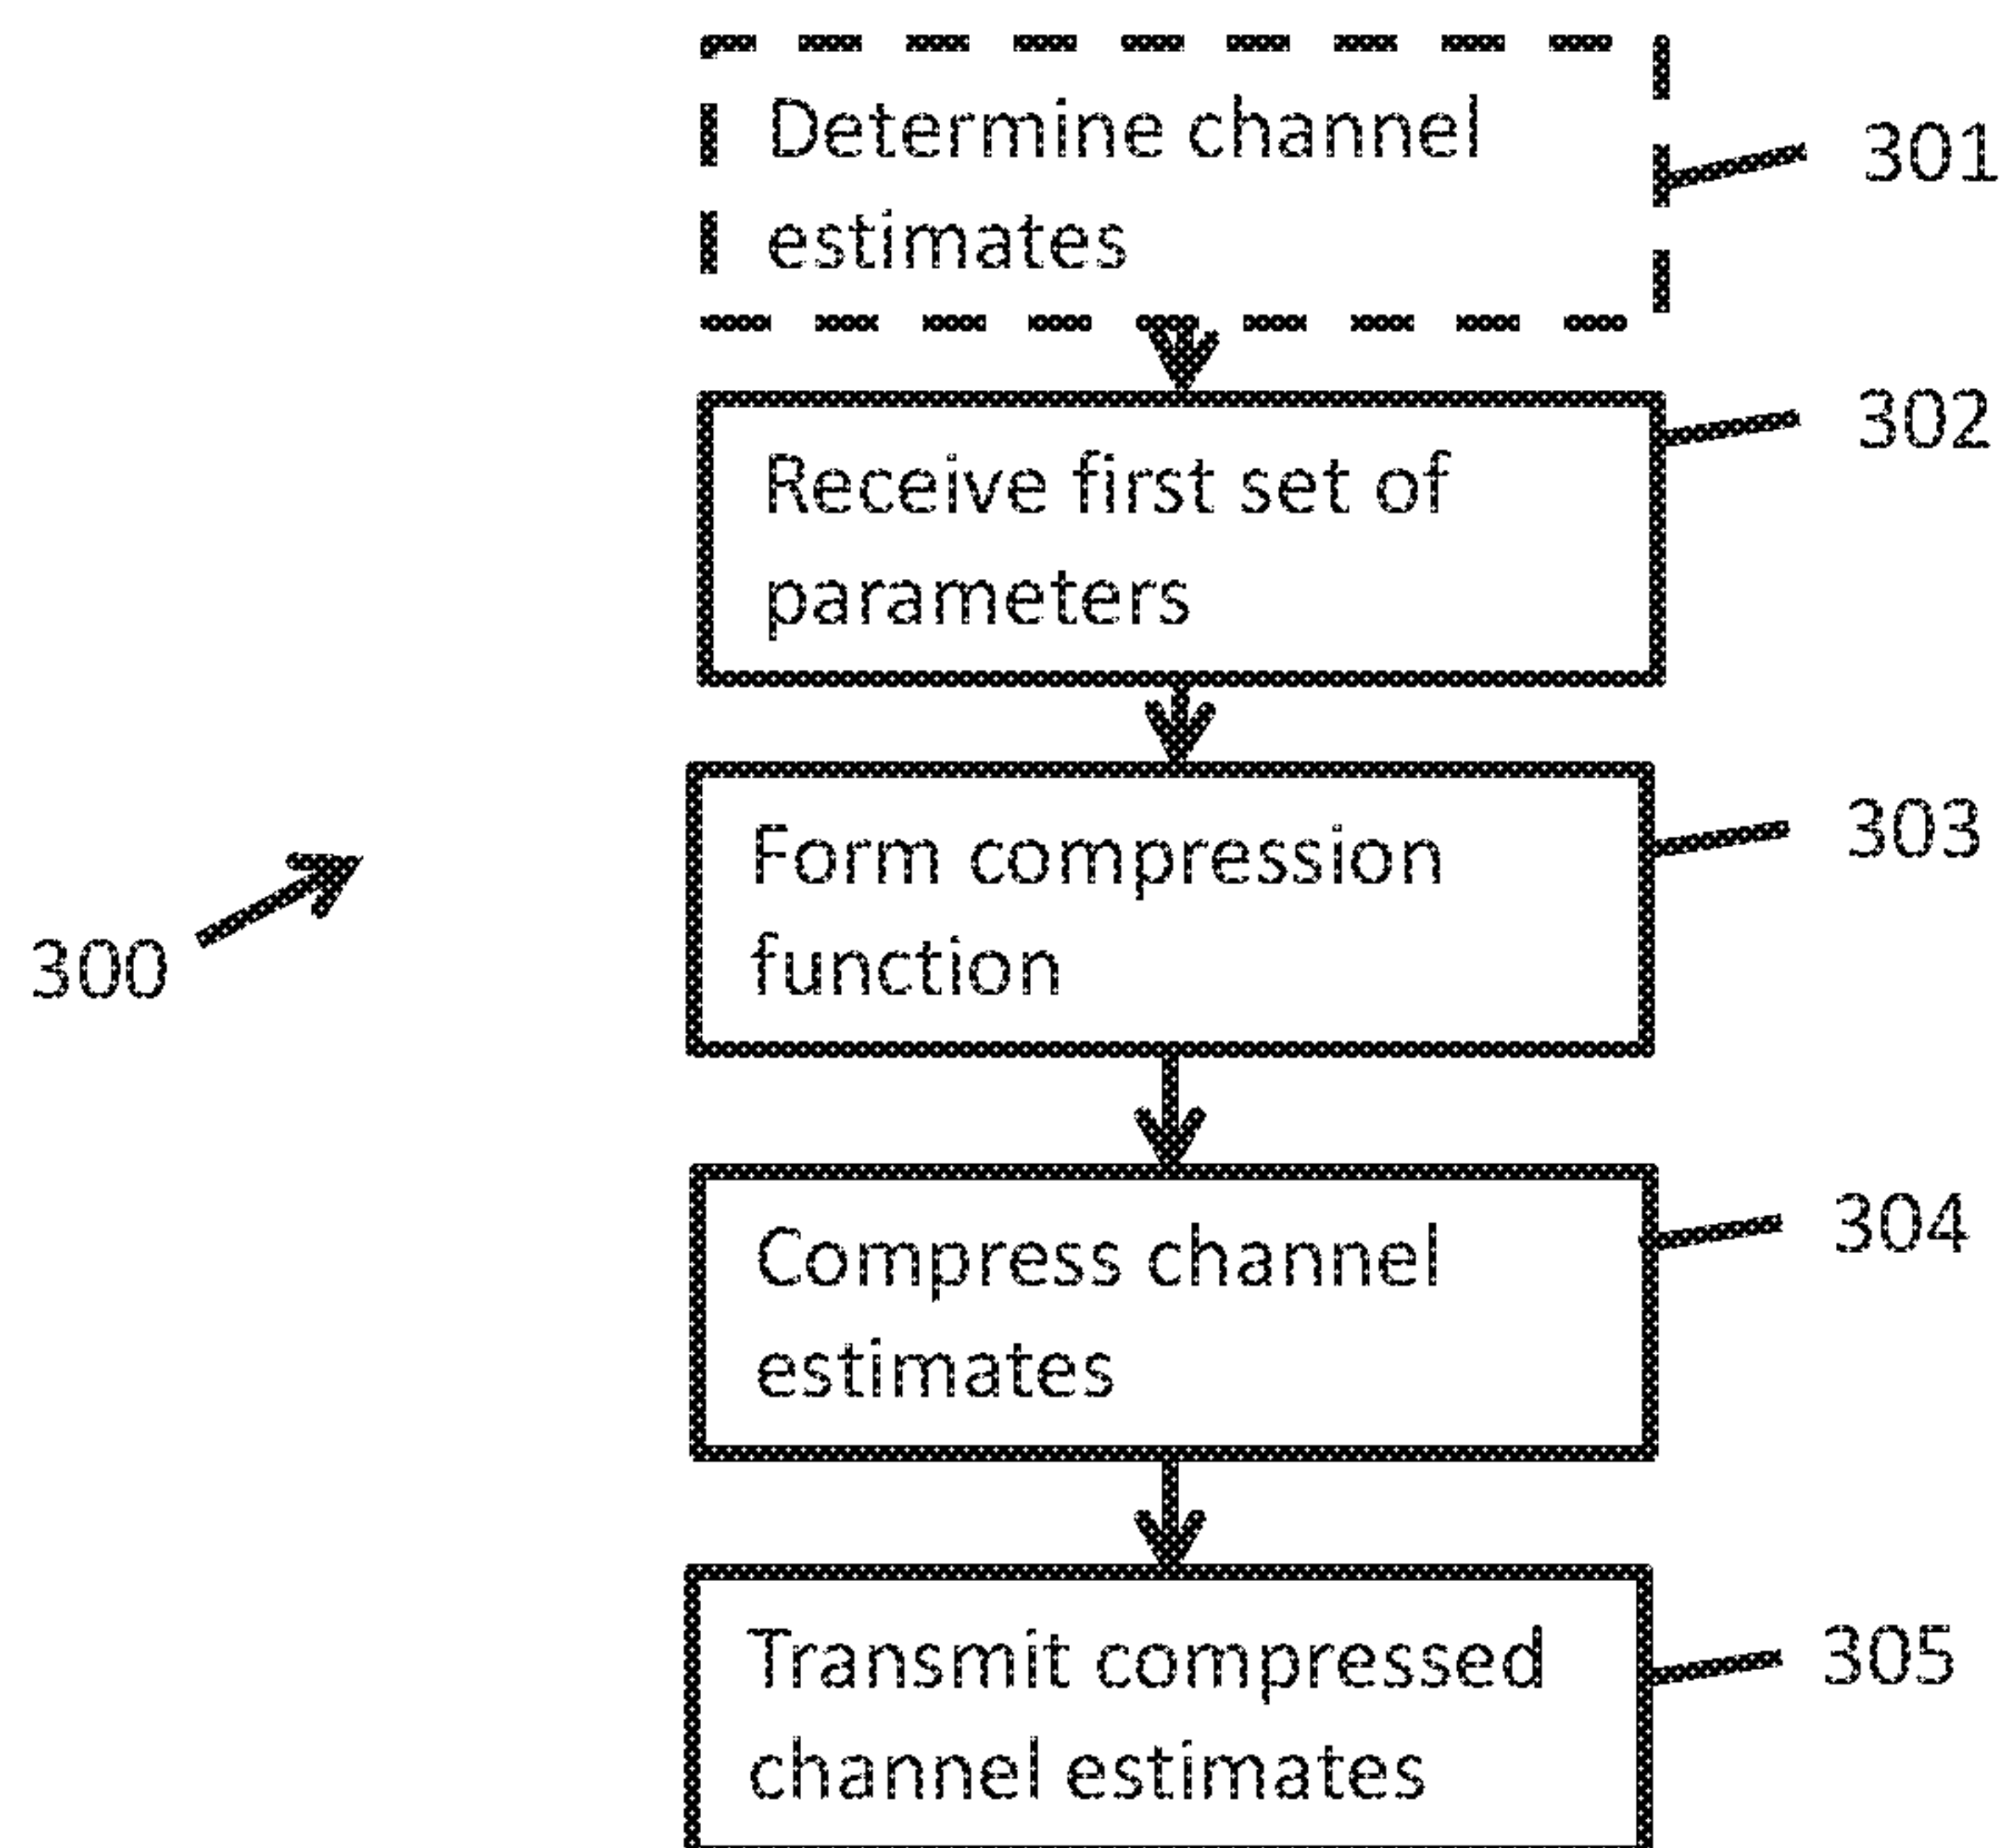 Determine channel
estimates
301
Receive first set of
parameters
302
Form compression
function
303
300
Compress channel
estimates
304
Transmit compressed
channel estimates
305